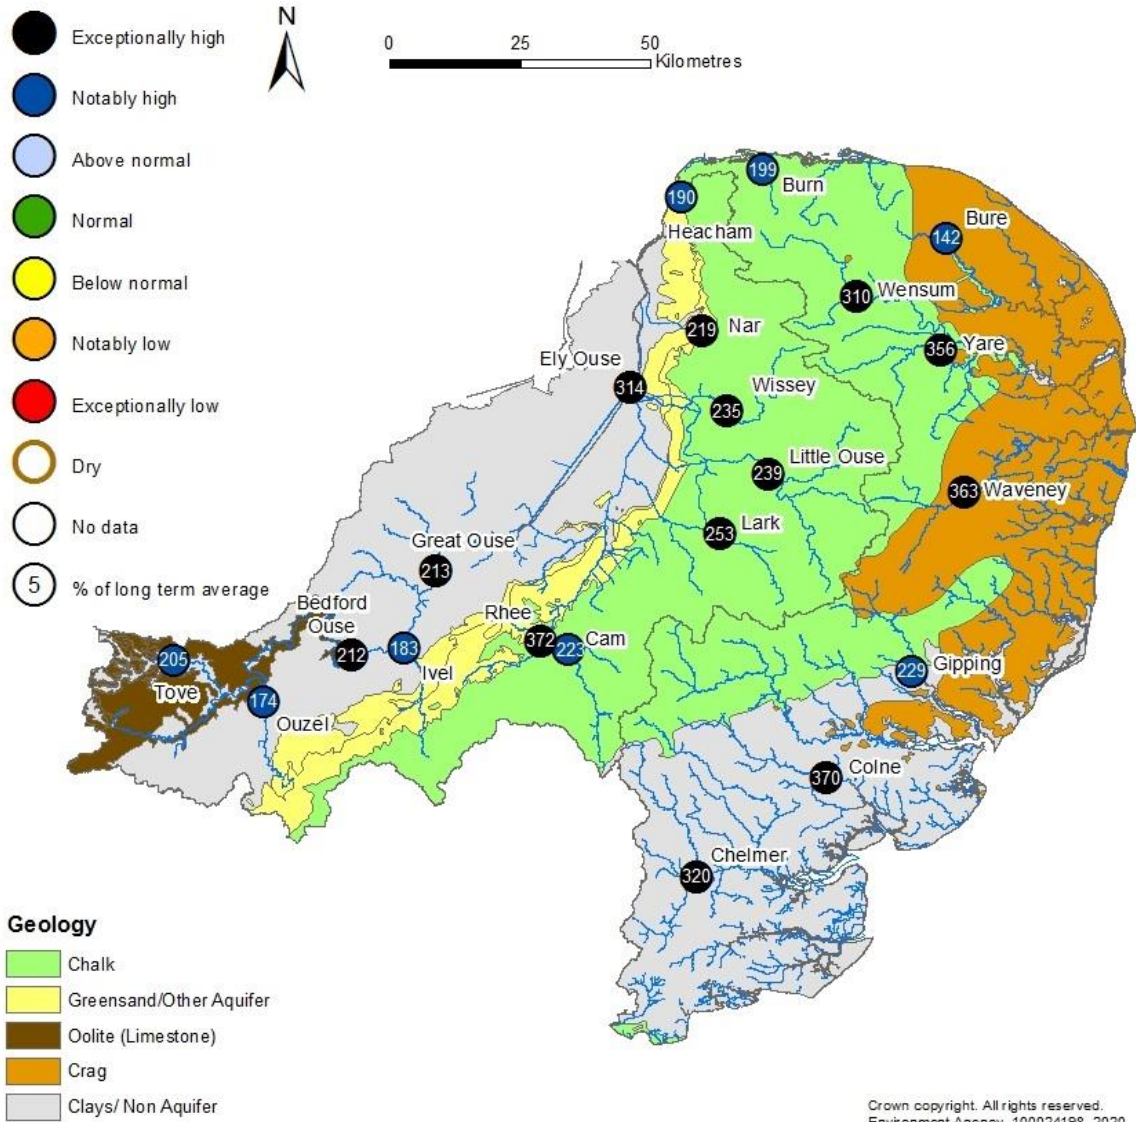 N
0 25 50
Kilometres
Exceptionally high
Notably high
Above normal
Normal
Below normal
Notably low
Exceptionally low
Dry
No data
5 % of long term average
199
Burn
190
Heacham
Bure
142
Wensum
310
219 Nar
Yare
356
Ely Ouse
314
Wissey
235
Little Ouse
239
363 Waveney
Lark
253
Great Ouse
213
Bedford
Ouse
212
183
Ivel
Rhee
372
Cam
223
205
Tove
174
Ouzel
Gipping
229
Colne
370
Chelmer
320
Geology
Chalk
Greensand/Other Aquifer
Oolite (Limestone)
Crag
Clays/ Non Aquifer
Crown copyright. All rights reserved.
Environment Agency, 100024198, 2020